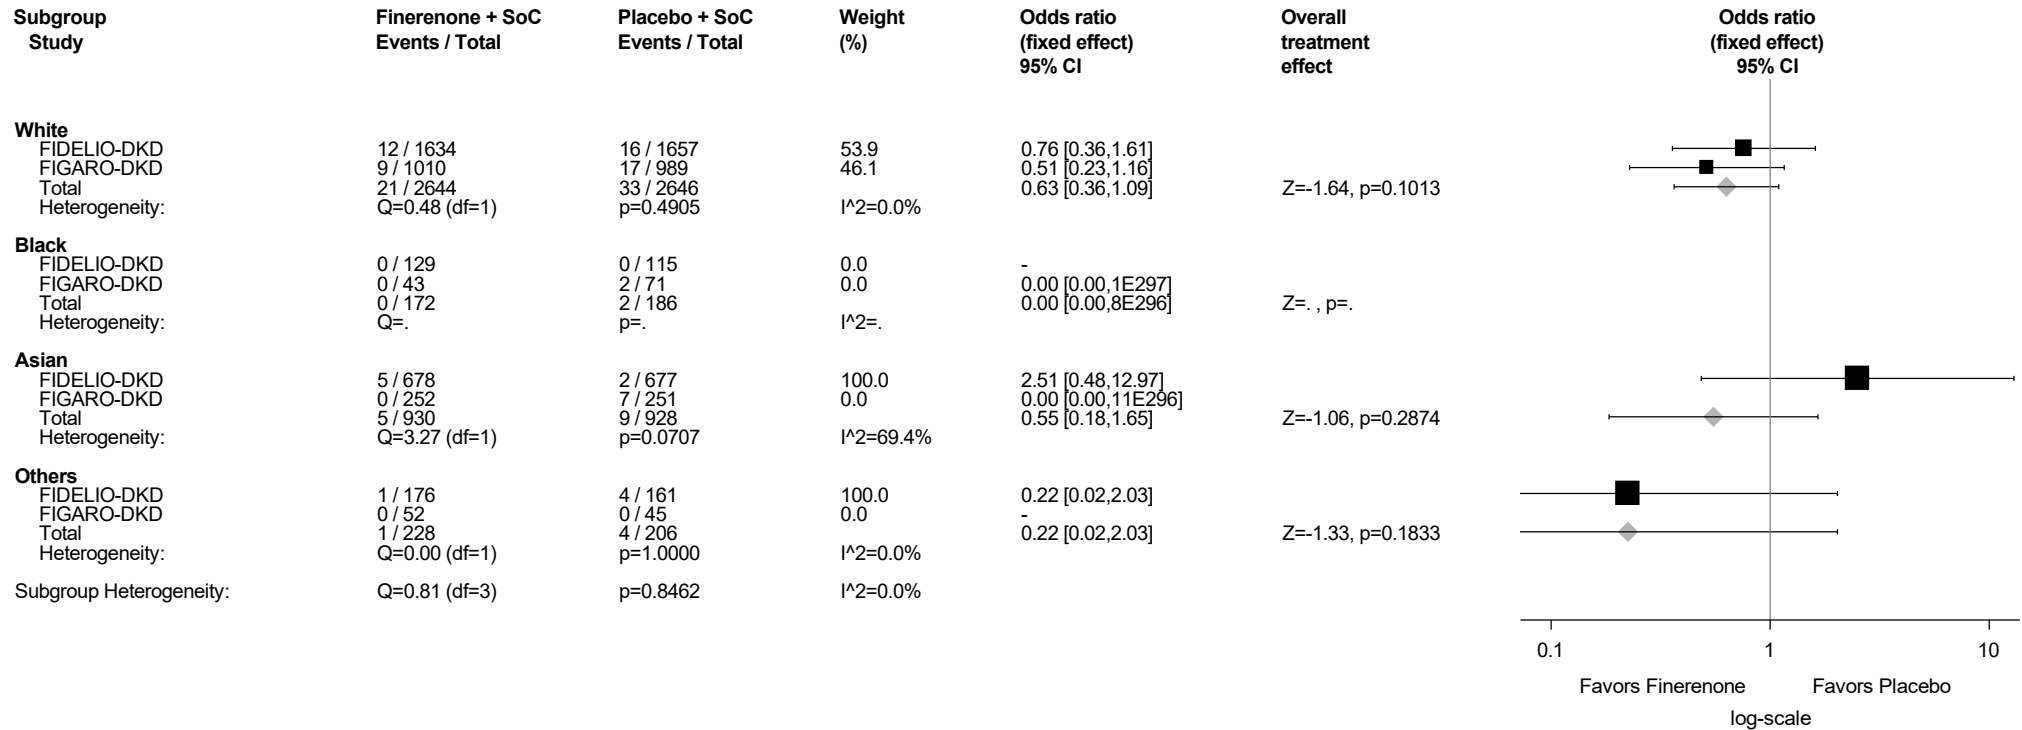 Subgroup Finerenone + SoC Placebo + SoC Weight Odds ratio Overall Odds ratio
Study Events / Total Events / Total (%) (fixed effect) treatment (fixed effect)
95% CI effect 95% CI
White
FIDELIO-DKD 12 / 1634 16 / 1657 53.9 0.76 [0.36,1.61]
FIGARO-DKD 9 / 1010 17 / 989 46.1 0.51 [0.23,1.16]
Total 21 / 2644 33 / 2646 0.63 [0.36,1.09] Z=-1.64, p=0.1013
Heterogeneity: Q=0.48 (df=1) p=0.4905 I^2=0.0%
Black
FIDELIO-DKD 0 / 129 0 / 115 0.0 -
FIGARO-DKD 0 / 43 2 / 71 0.0 0.00 [0.00,1E297]
Total 0 / 172 2 / 186 0.00 [0.00,8E296] Z=. , p=.
Heterogeneity: Q=. p=. I^2=.
Asian
FIDELIO-DKD 5 / 678 2 / 677 100.0 2.51 [0.48,12.97]
FIGARO-DKD 0 / 252 7 / 251 0.0 0.00 [0.00,11E296]
Total 5 / 930 9 / 928 0.55 [0.18,1.65] Z=-1.06, p=0.2874
Heterogeneity: Q=3.27 (df=1) p=0.0707 I^2=69.4%
Others
FIDELIO-DKD 1 / 176 4 / 161 100.0 0.22 [0.02,2.03]
FIGARO-DKD 0 / 52 0 / 45 0.0 -
Total 1 / 228 4 / 206 0.22 [0.02,2.03] Z=-1.33, p=0.1833
Heterogeneity: Q=0.00 (df=1) p=1.0000 I^2=0.0%
Subgroup Heterogeneity: Q=0.81 (df=3) p=0.8462 I^2=0.0%
0.1 1 10
Favors Finerenone Favors Placebo
log-scale